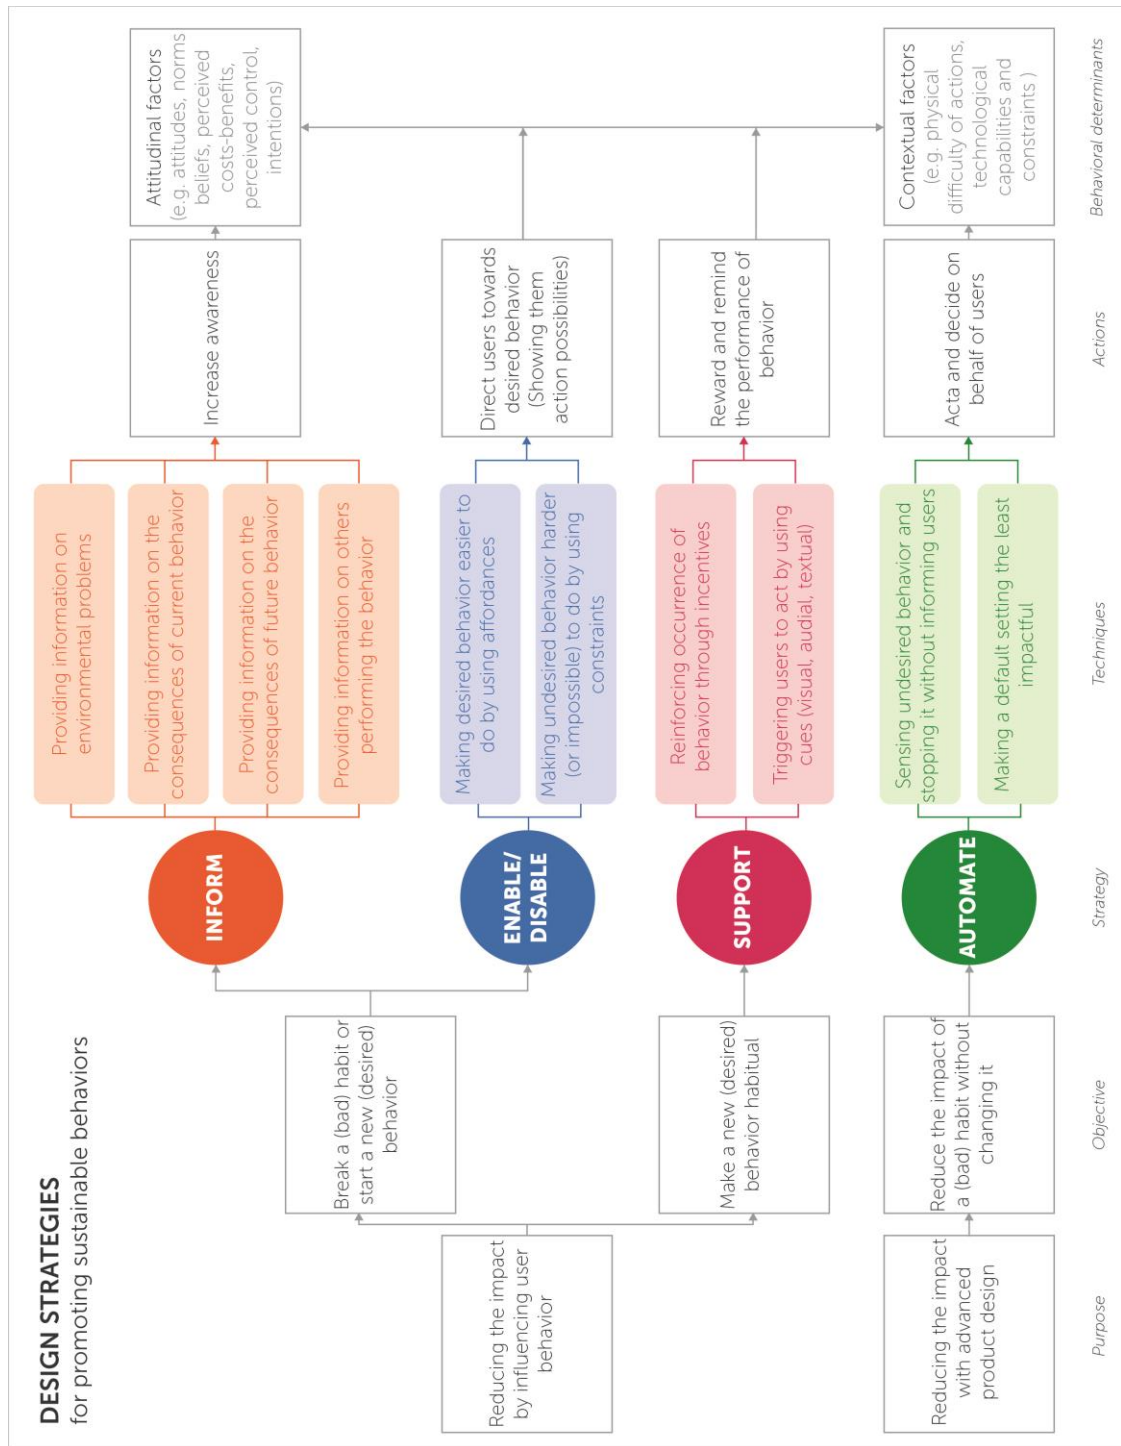 DESIGN STRATEGIES
for promoting sustainable behaviors
Reducing the impact
by influencing user
behavior
Reducing the impact
with advanced
product design
Purpose
Break a (bad) habit or
start a new (desired)
behavior
Make a new (desired)
behavior habitual
Reduce the impact of
a (bad) habit without
changing it
Objective
INFORM
ENABLE/
DISABLE
SUPPORT
AUTOMATE
Strategy
Providing information on
environmental problems
Providing information on the
consequences of current behavior
Providing information on the
consequences of future behavior
Providing information on others
performing the behavior
Making desired behavior easier to
do by using affordances
Making undesired behavior harder
(or impossible) to do by using
constraints
Reinforcing occurrence of
behavior through incentives
Triggering users to act by using
cues (visual, audial, textual)
Sensing undesired behavior and
stopping it without informing users
Making a default setting the least
impactful
Techniques
Increase awareness
Direct users towards
desired behavior
(Showing them
action possibilities)
Reward and remind
the performance of
behavior
Acta and decide on
behalf of users
Actions
Attitudinal factors
(e.g. attitudes, norms
beliefs, perceived
costs-benefits,
perceived control,
intentions)
Contextual factors
(e.g. physical
difficulty of actions,
technological
capabilities and
constraints )
Behavioral determinants